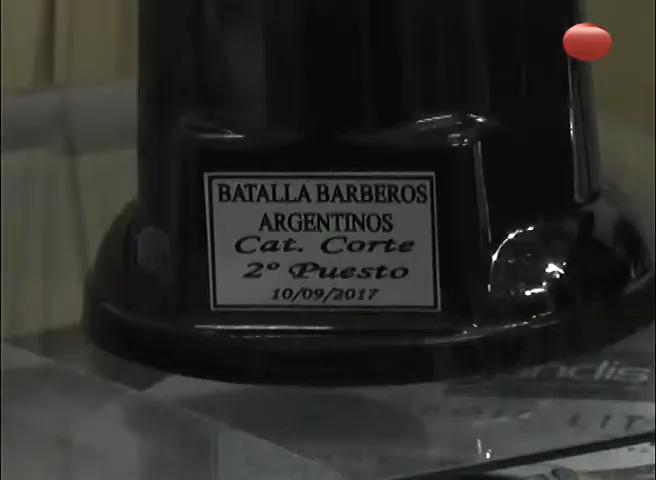 BATALLA BARBEROS
ARGENTINOS
Cat. Corte
2º Puesto
10/09/2017